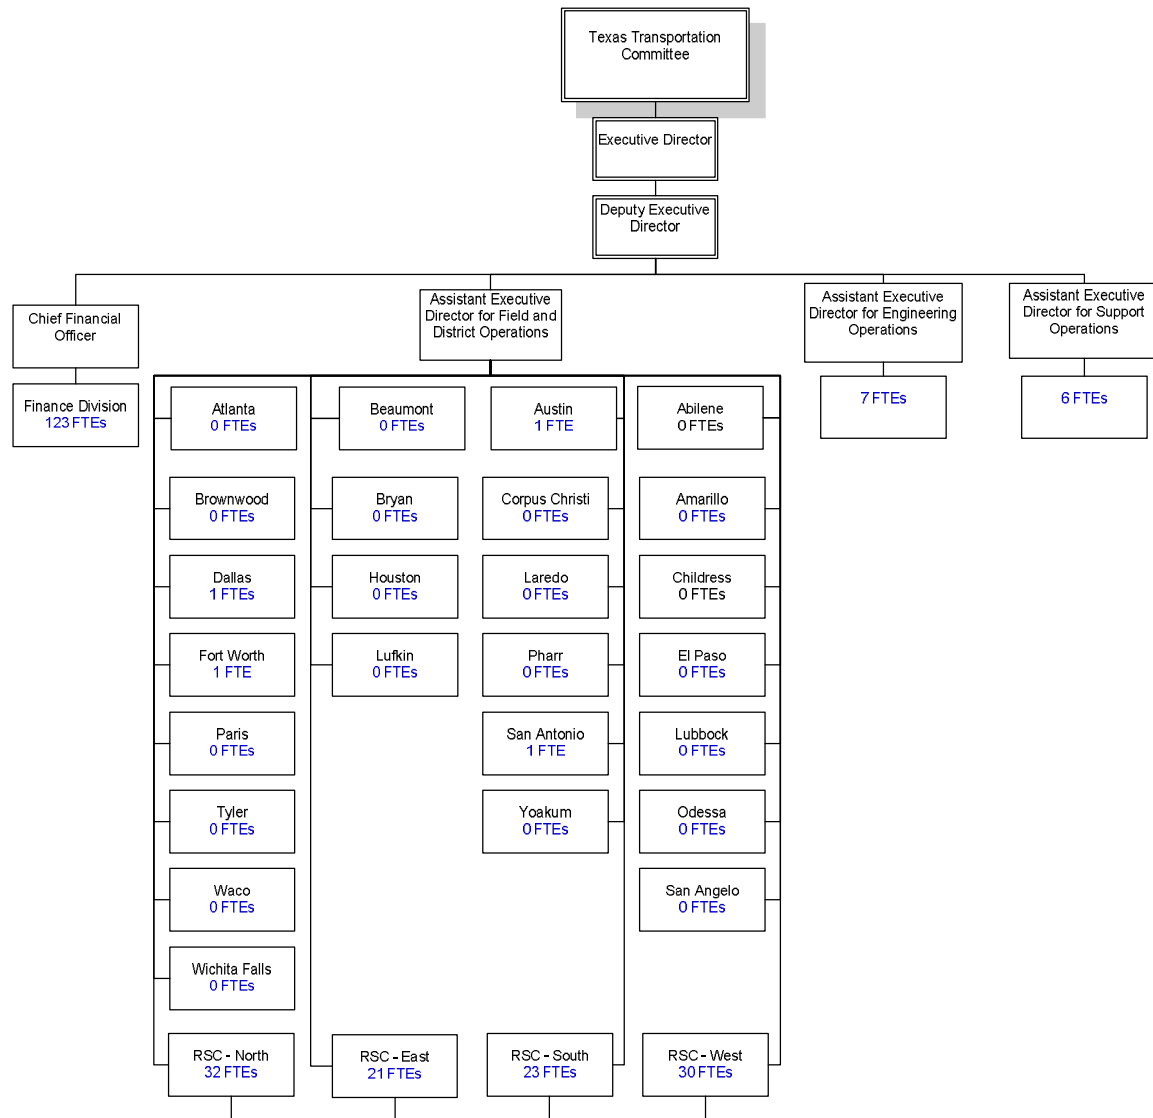 Texas Transportation
Committee
Executive Director
Deputy Executive
Director
Chief Financial
Officer
Assistant Executive
Director for Field and
District Operations
Assistant Executive
Director for Engineering
Operations
Assistant Executive
Director for Support
Operations
Finance Division
123 FTEs
7 FTEs
6 FTEs
Atlanta
0 FTEs
Beaumont
0 FTEs
Austin
1 FTE
Abilene
0 FTEs
Brownwood
0 FTEs
Bryan
0 FTEs
Corpus Christi
0 FTEs
Amarillo
0 FTEs
Dallas
1 FTEs
Houston
0 FTEs
Laredo
0 FTEs
Childress
0 FTEs
Fort Worth
1 FTE
Lufkin
0 FTEs
Pharr
0 FTEs
El Paso
0 FTEs
Paris
0 FTEs
San Antonio
1 FTE
Lubbock
0 FTEs
Tyler
0 FTEs
Yoakum
0 FTEs
Odessa
0 FTEs
Waco
0 FTEs
San Angelo
0 FTEs
Wichita Falls
0 FTEs
RSC - North
32 FTEs
RSC - East
21 FTEs
RSC - South
23 FTEs
RSC - West
30 FTEs